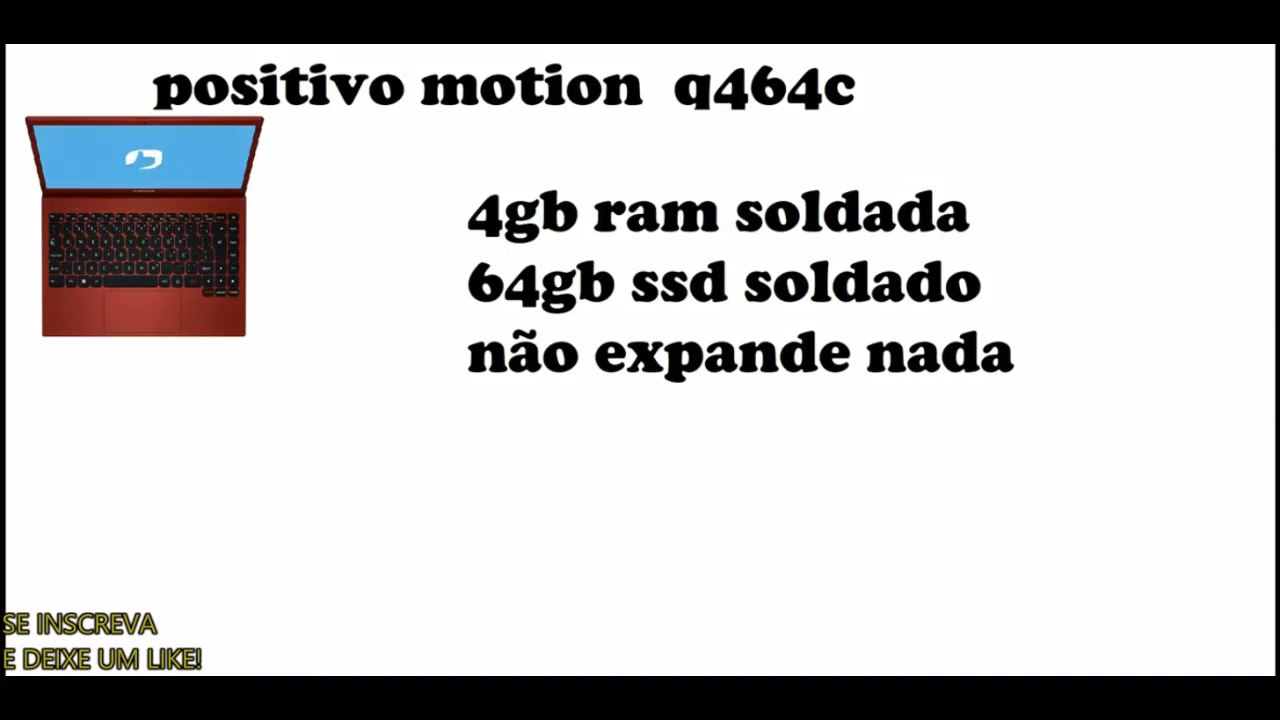 positivo motion q464c
4gb ram soldada
64gb ssd soldado
não expande nada
SE INSCREVA
E DEIXE UM LIKE!